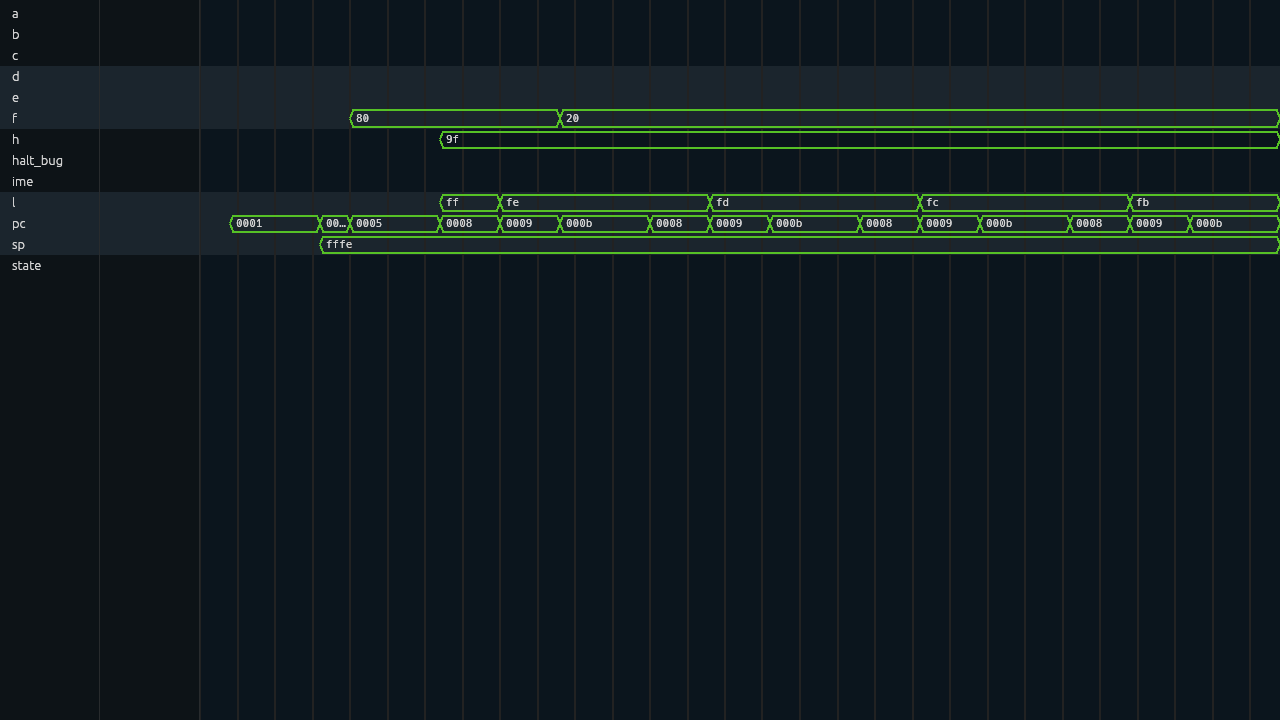 a
b
c
d
e
f 80 20
h 9f
halt_bug
ime
l ff fe fd fc fb
pc 0001 00… 0005 0008 0009 000b 0008 0009 000b 0008 0009 000b 0008 0009 000b
sp fffe
state